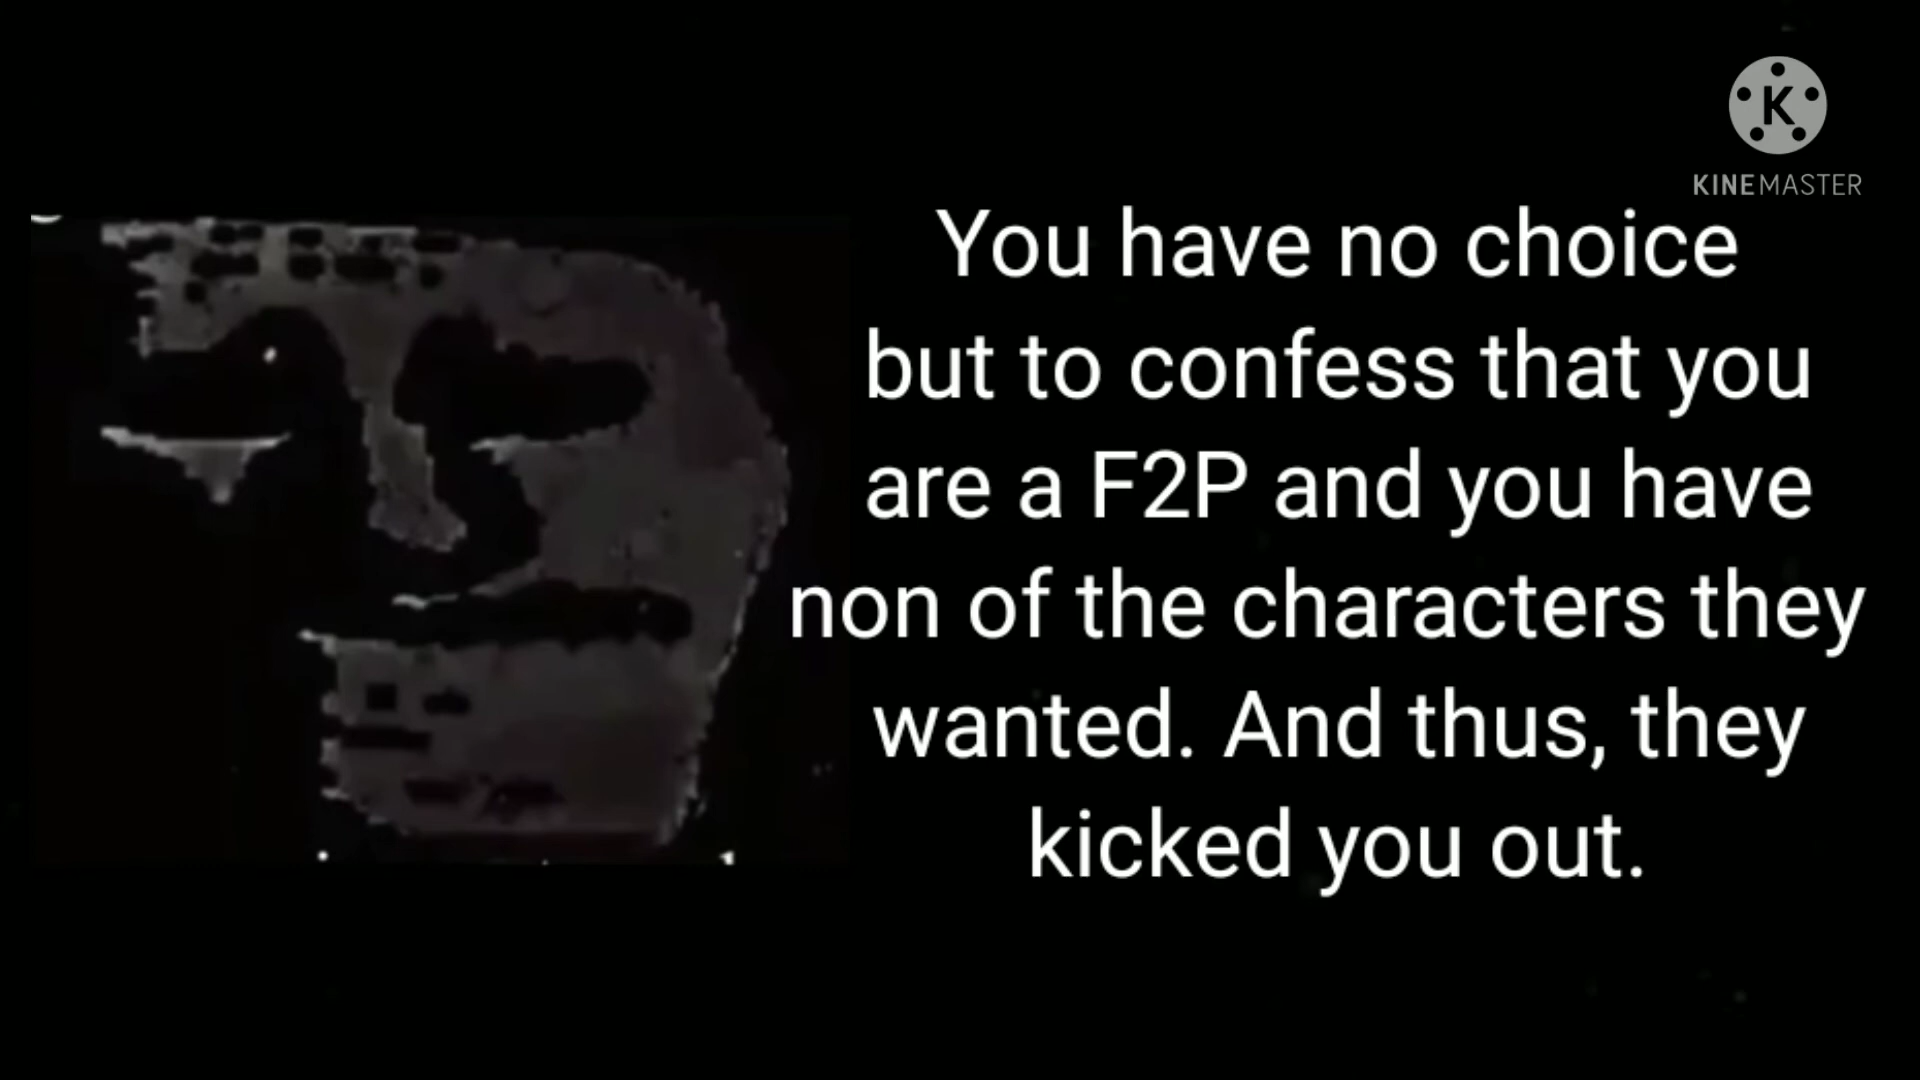 K
KINEMASTER
You have no choice
but to confess that you
are a F2P and you have
non of the characters they
wanted. And thus, they
kicked you out.